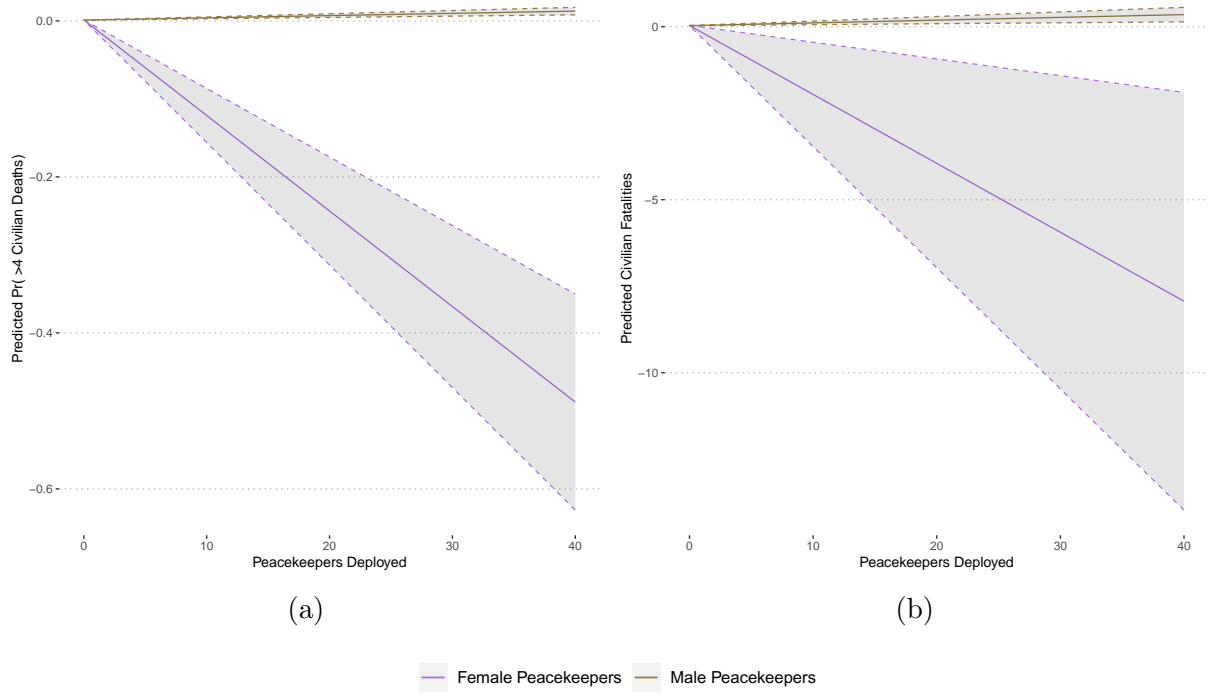 0.0
−0.2
−0.4
−0.6
Predicted Pr( >4 Civilian Deaths)
0
10
20
30
40
Peacekeepers Deployed
(a)
0
−5
−10
Predicted Civilian Fatalities
0
10
20
30
40
Peacekeepers Deployed
(b)
Female Peacekeepers
Male Peacekeepers